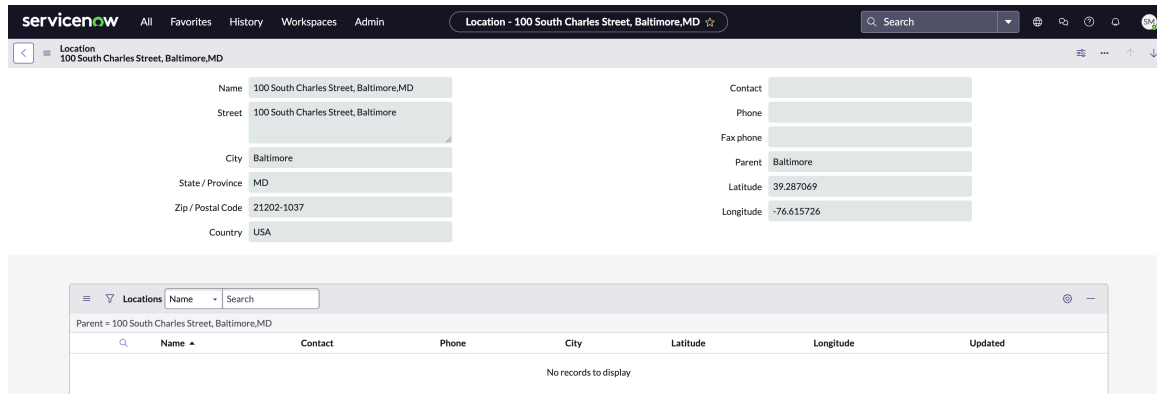 servicenow All Favorites History Workspaces Admin Location - 100 South Charles Street, Baltimore,MD Search SM
Location
100 South Charles Street, Baltimore,MD
Name 100 South Charles Street, Baltimore,MD
Street 100 South Charles Street, Baltimore
City Baltimore
State / Province MD
Zip / Postal Code 21202-1037
Country USA
Contact
Phone
Fax phone
Parent Baltimore
Latitude 39.287069
Longitude -76.615726
Locations Name Search
Parent = 100 South Charles Street, Baltimore,MD
Name Contact Phone City Latitude Longitude Updated
No records to display